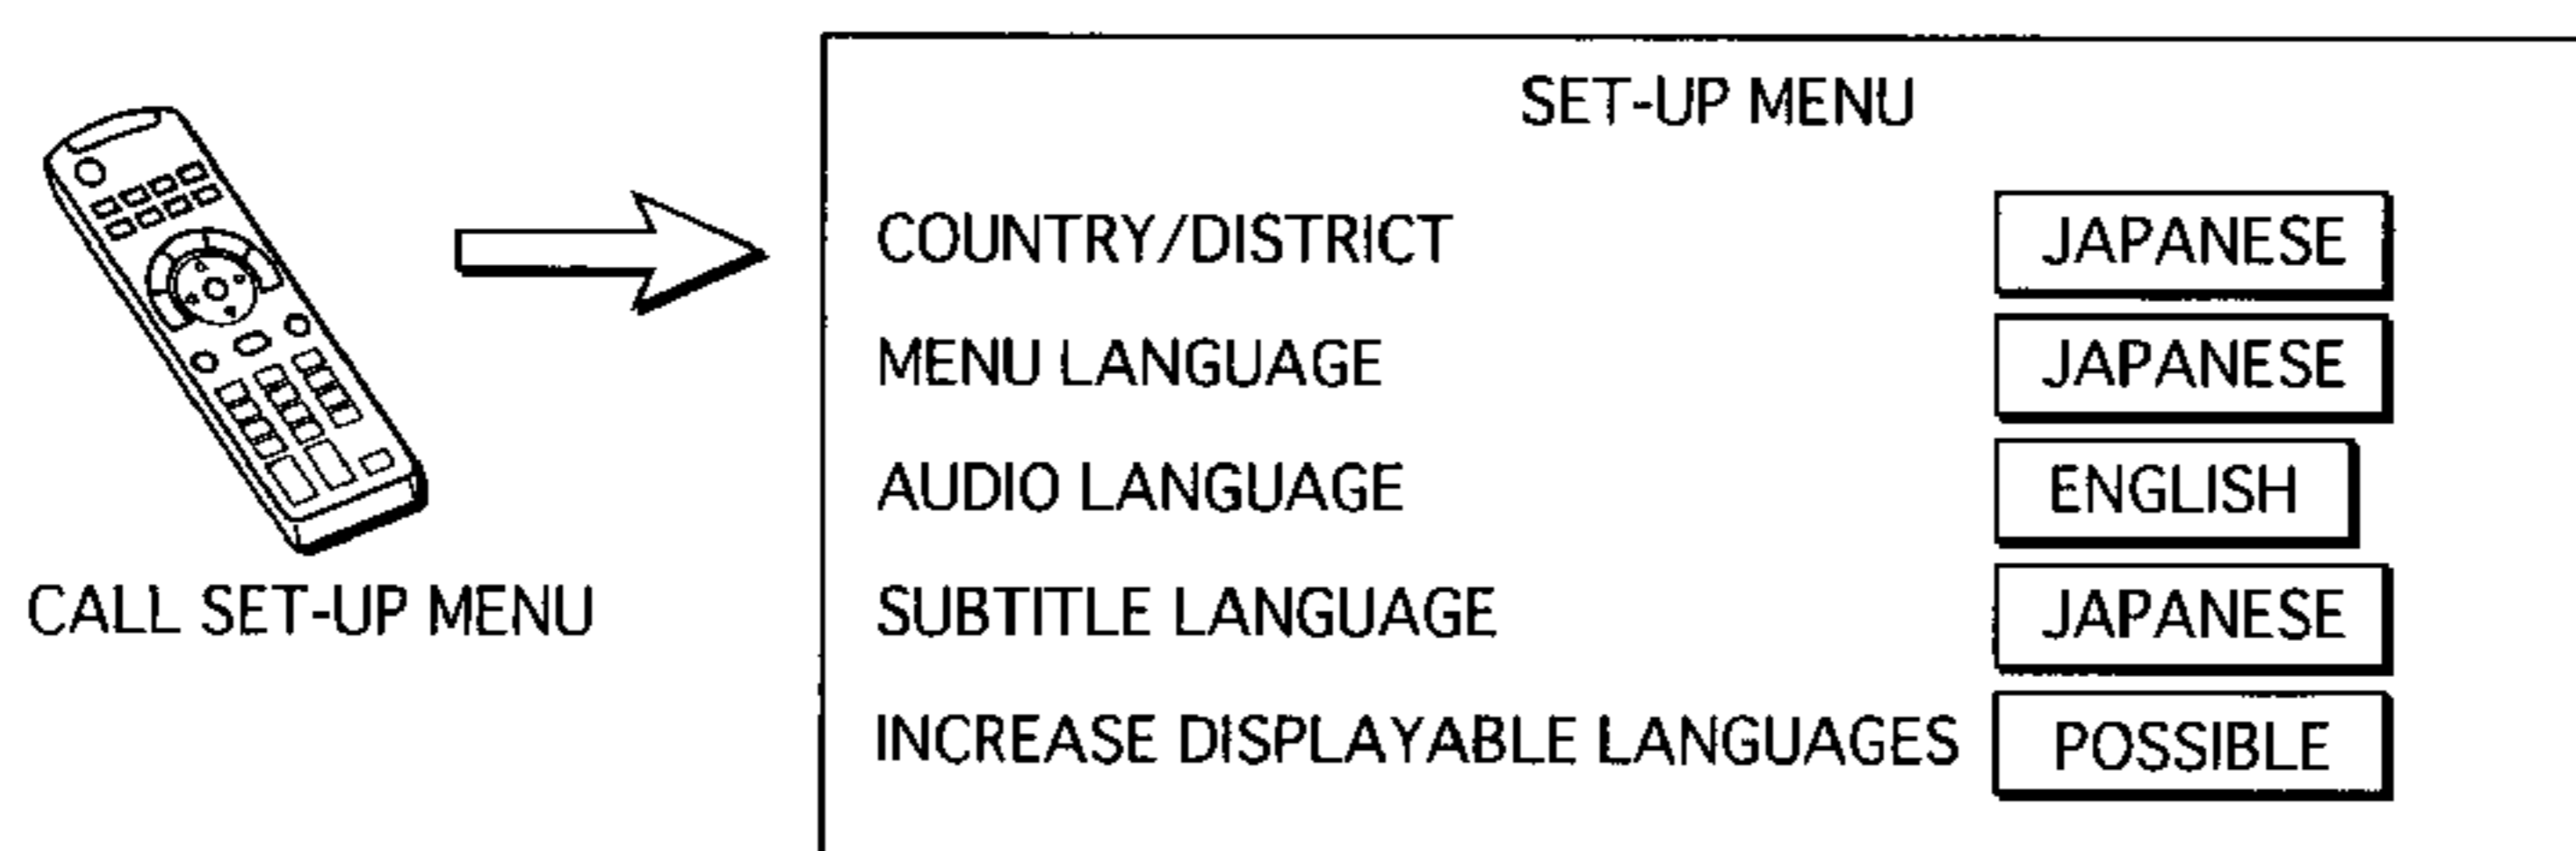 SET-UP MENU
COUNTRY/DISTRICT JAPANESE
MENU LANGUAGE JAPANESE
AUDIO LANGUAGE ENGLISH
SUBTITLE LANGUAGE JAPANESE
INCREASE DISPLAYABLE LANGUAGES POSSIBLE
CALL SET-UP MENU